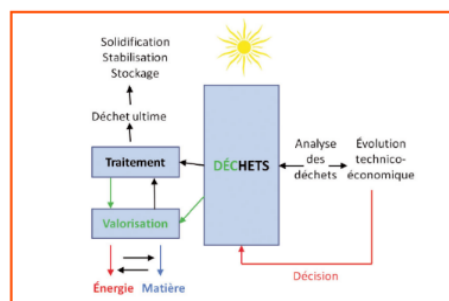 Solidification
Stabilisation
Stockage
Déchet ultime
Traitement
Valorisation
Énergie
Matière
DÉCHETS
Analyse
des
déchets
Évolution
technico-
économique
Décision